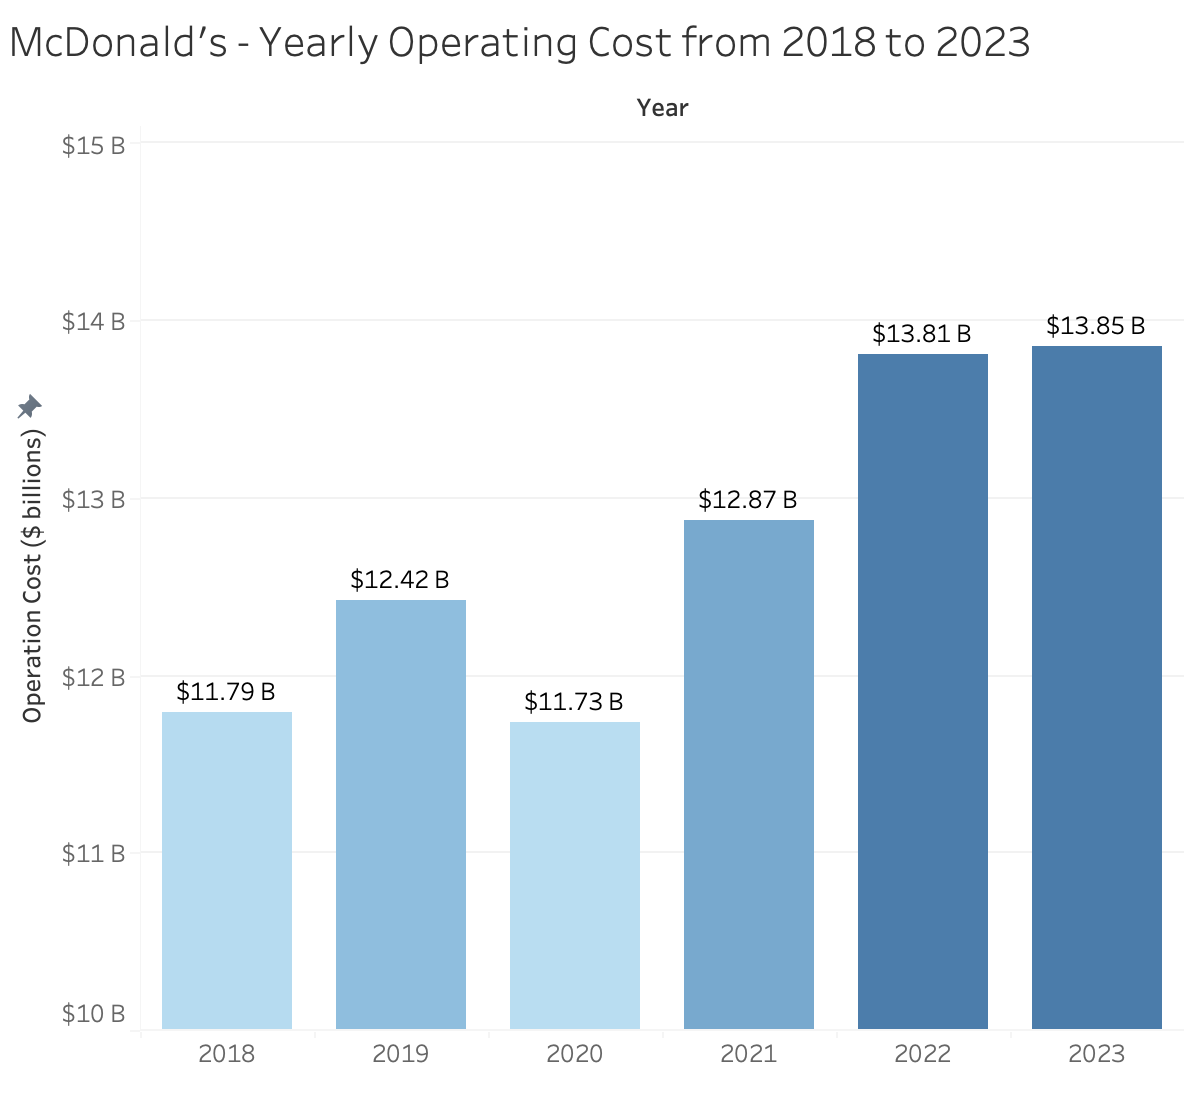 McDonald's - Yearly Operating Cost from 2018 to 2023
Year
$15 B
$14 B
$13 B
$12 B
$11 B
$10 B
Operation Cost ($ billions)
$11.79 B
$12.42 B
$11.73 B
$12.87 B
$13.81 B
$13.85 B
2018
2019
2020
2021
2022
2023